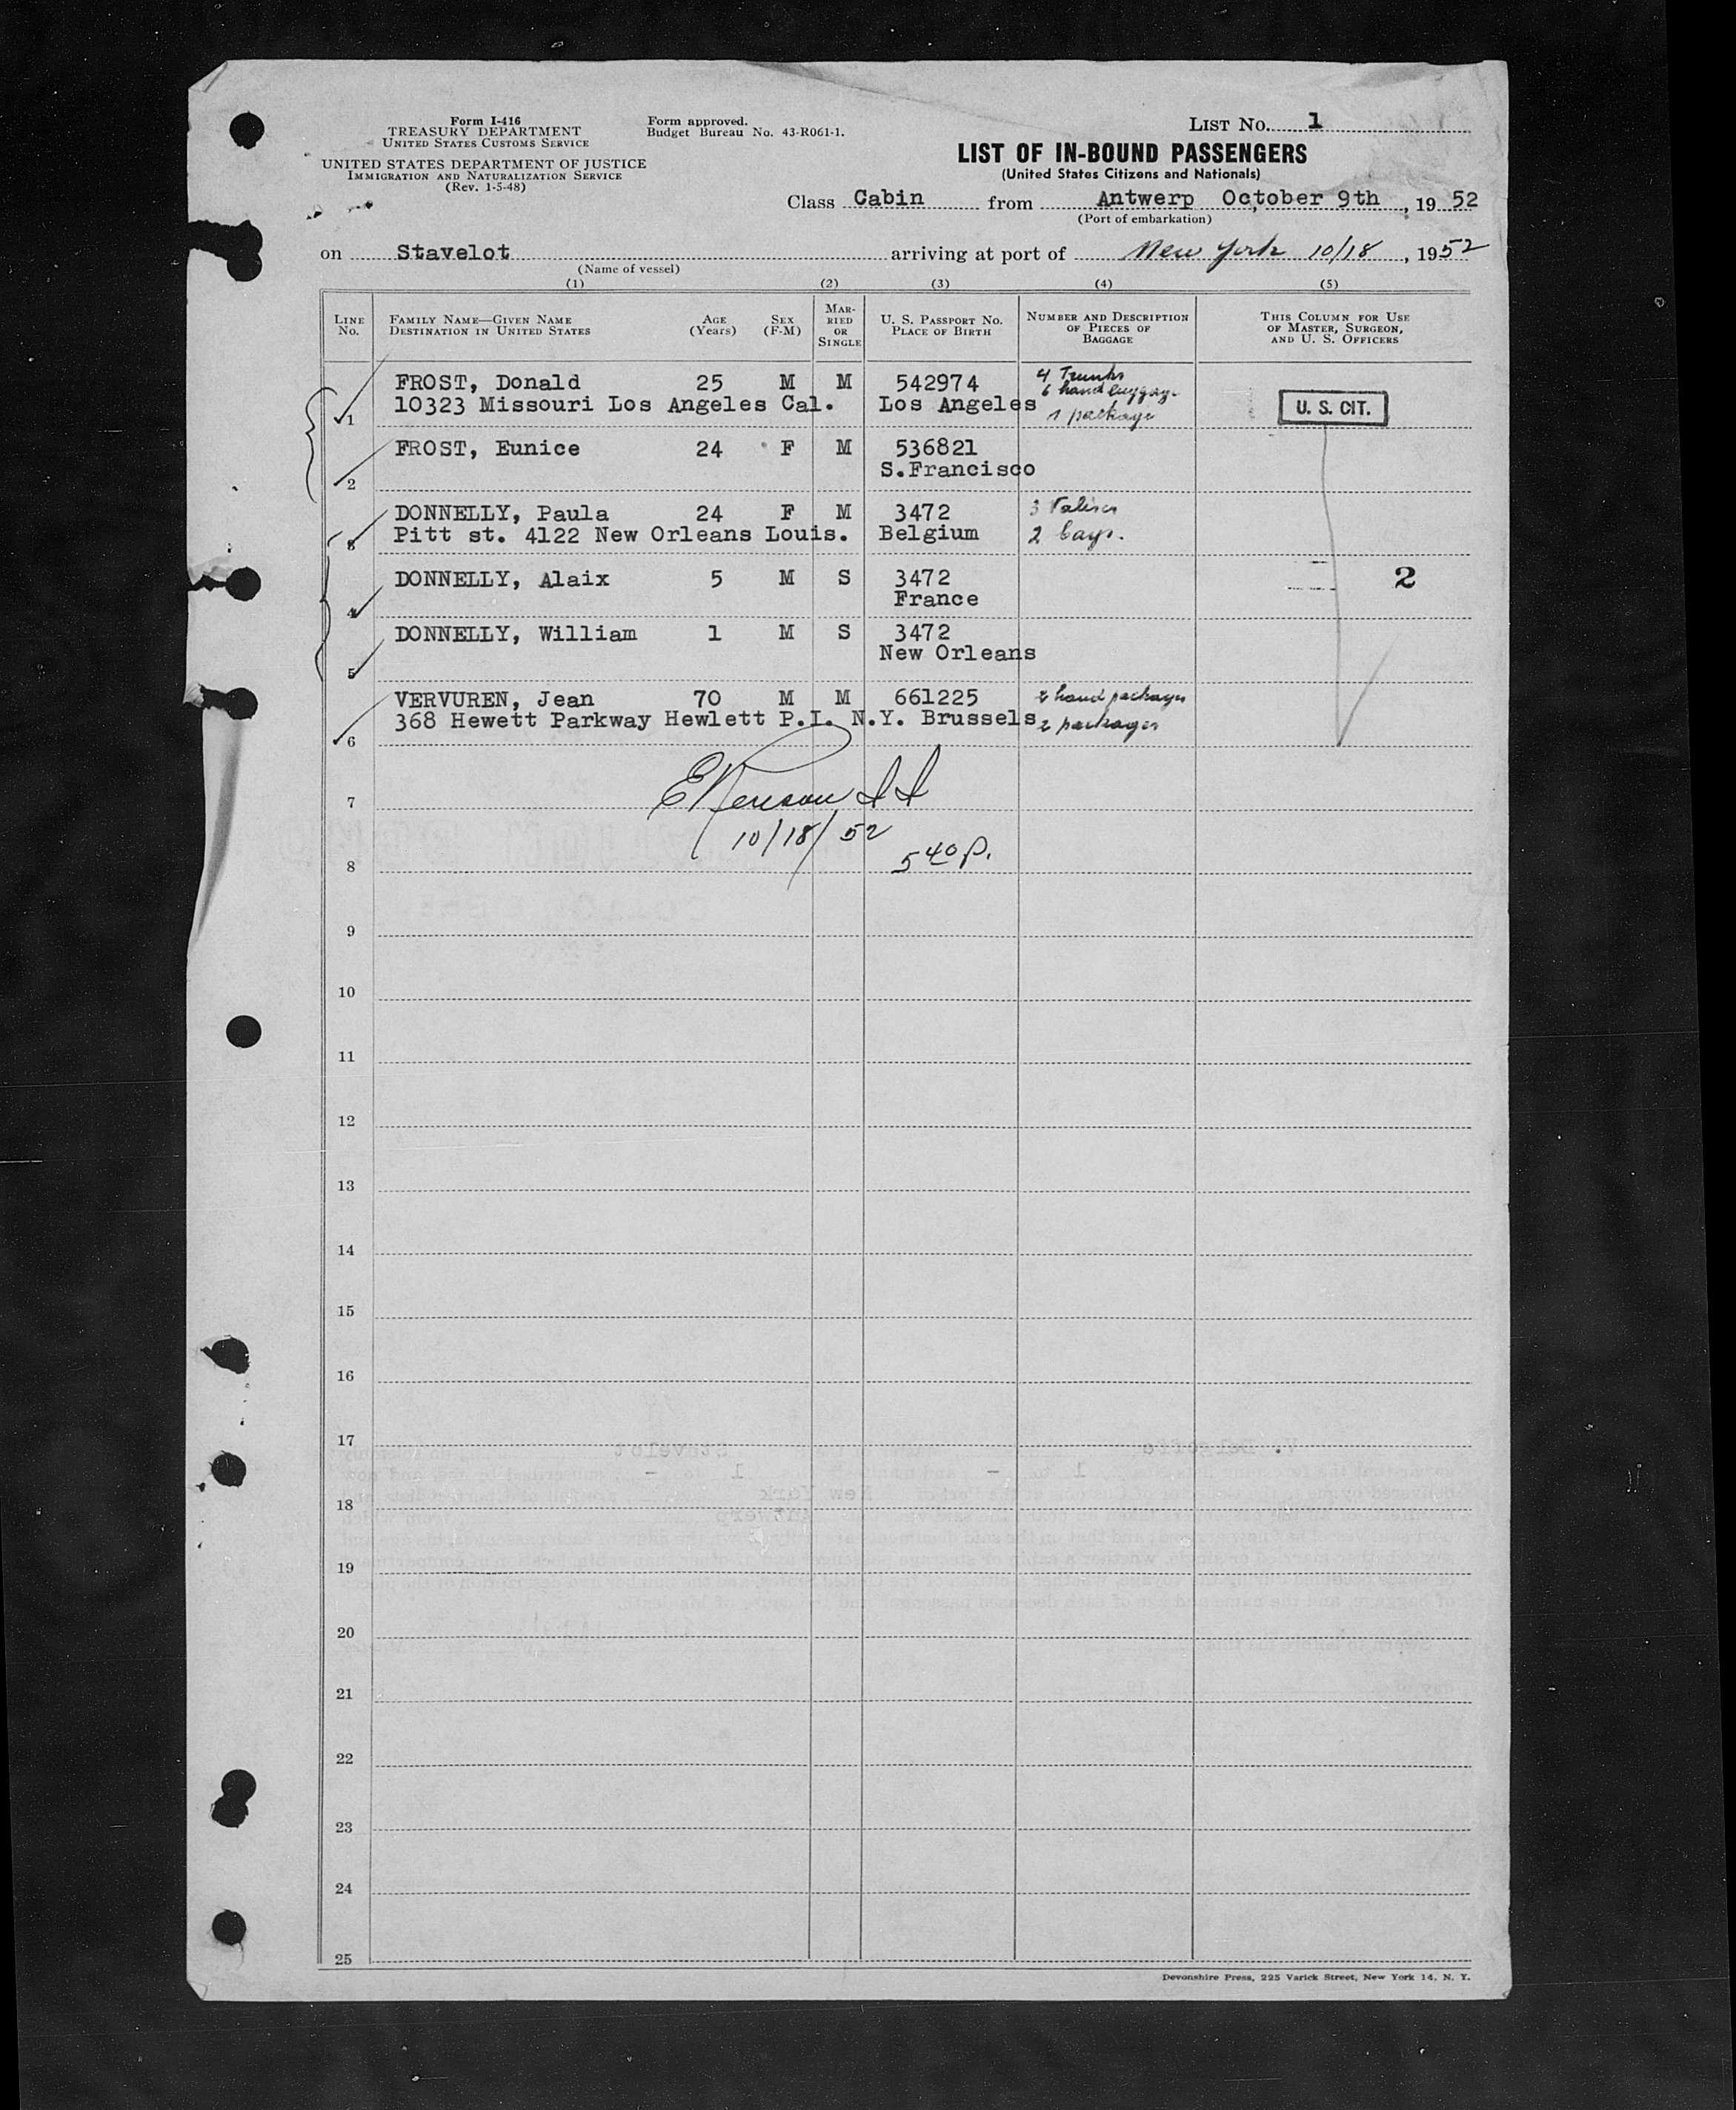 Form I-416
TREASURY DEPARTMENT
UNITED STATES CUSTOMS SERVICE
UNITED STATES DEPARTMENT OF JUSTICE
IMMIGRATION AND NATURALIZATION SERVICE
(Rev. 1-5-48)
Form approved.
Budget Bureau No. 43-R061-1.
LIST NO. 1
LIST OF IN-BOUND PASSENGERS
(United States Citizens and Nationals)
Class Cabin from Antwerp October 9th, 19 52
(Port of embarkation)
on Stavelot arriving at port of New York 10/18, 1952
(Name of vessel)
(1) (2) (3) (4) (5)
LINE NO.
FAMILY NAME—GIVEN NAME
DESTINATION IN UNITED STATES
AGE (Years)
SEX (F-M)
MARRIED OR SINGLE
U. S. PASSPORT NO.
PLACE OF BIRTH
NUMBER AND DESCRIPTION OF PIECES OF BAGGAGE
THIS COLUMN FOR USE OF MASTER, SURGEON, AND U. S. OFFICERS
FROST, Donald 25 M M 542974 4 Trunks
6 hand luggage
1 10323 Missouri Los Angeles Cal. Los Angeles 1 package
U. S. CIT.
FROST, Eunice 24 F M 536821
2 S.Francisco
DONNELLY, Paula 24 F M 3472 3 Valises
3 Pitt st. 4122 New Orleans Louis. Belgium 2 bags.
DONNELLY, Alaix 5 M S 3472 2
4 France
DONNELLY, William 1 M S 3472
5 New Orleans
VERVUREN, Jean 70 M M 661225 2 hand packages
6 368 Hewett Parkway Hewlett P.I. N.Y. Brussels 2 packages
7
10/18/52
8 5 40 p.
9
10
11
12
13
14
15
16
17
18
19
20
21
22
23
24
25
Devonshire Press, 225 Varick Street, New York 14, N. Y.